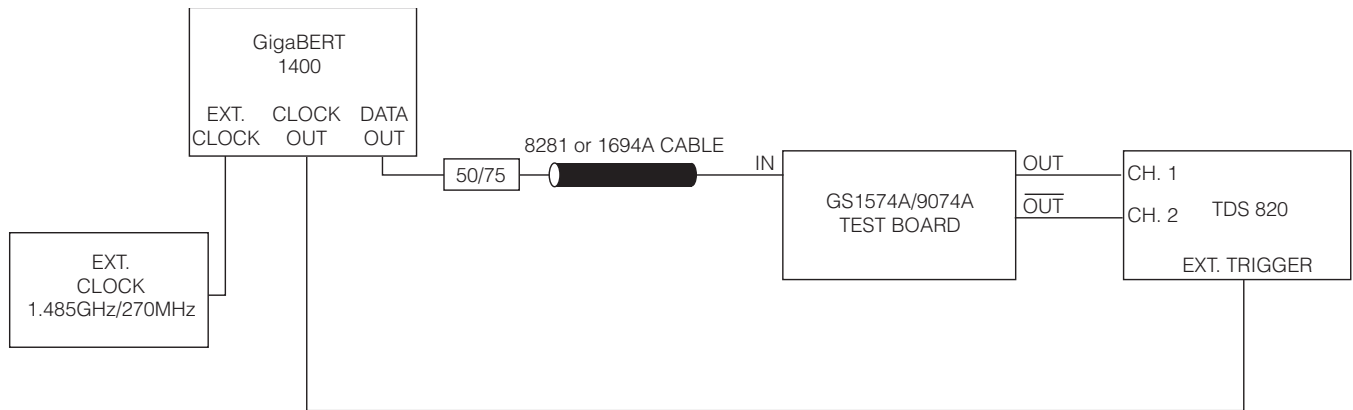 GigaBERT
1400
EXT.
CLOCK
CLOCK
OUT
DATA
OUT
50/75
8281 or 1694A CABLE
IN
GS1574A/9074A
TEST BOARD
OUT
OUT
CH. 1
CH. 2
TDS 820
EXT. TRIGGER
EXT.
CLOCK
1.485GHz/270MHz